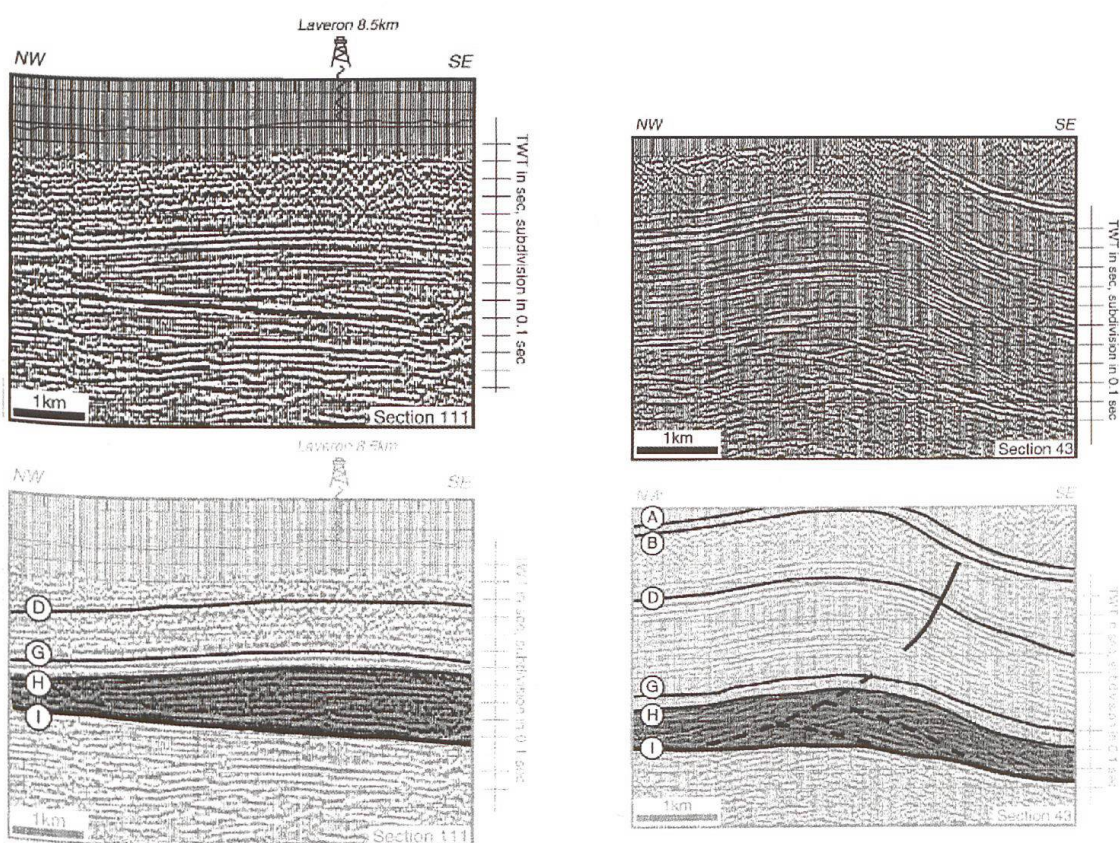 Laveron 8.5km
NW SE
TWT in sec, subdivision in 0.1 sec
1km
Section 111
NW SE
TWT in sec, subdivision in 0.1 sec
1km
Section 43
Laveron 8.5km
NW SE
D
G
H
I
1km
Section 111
NW SE
A
B
D
G
H
I
1km
Section 43